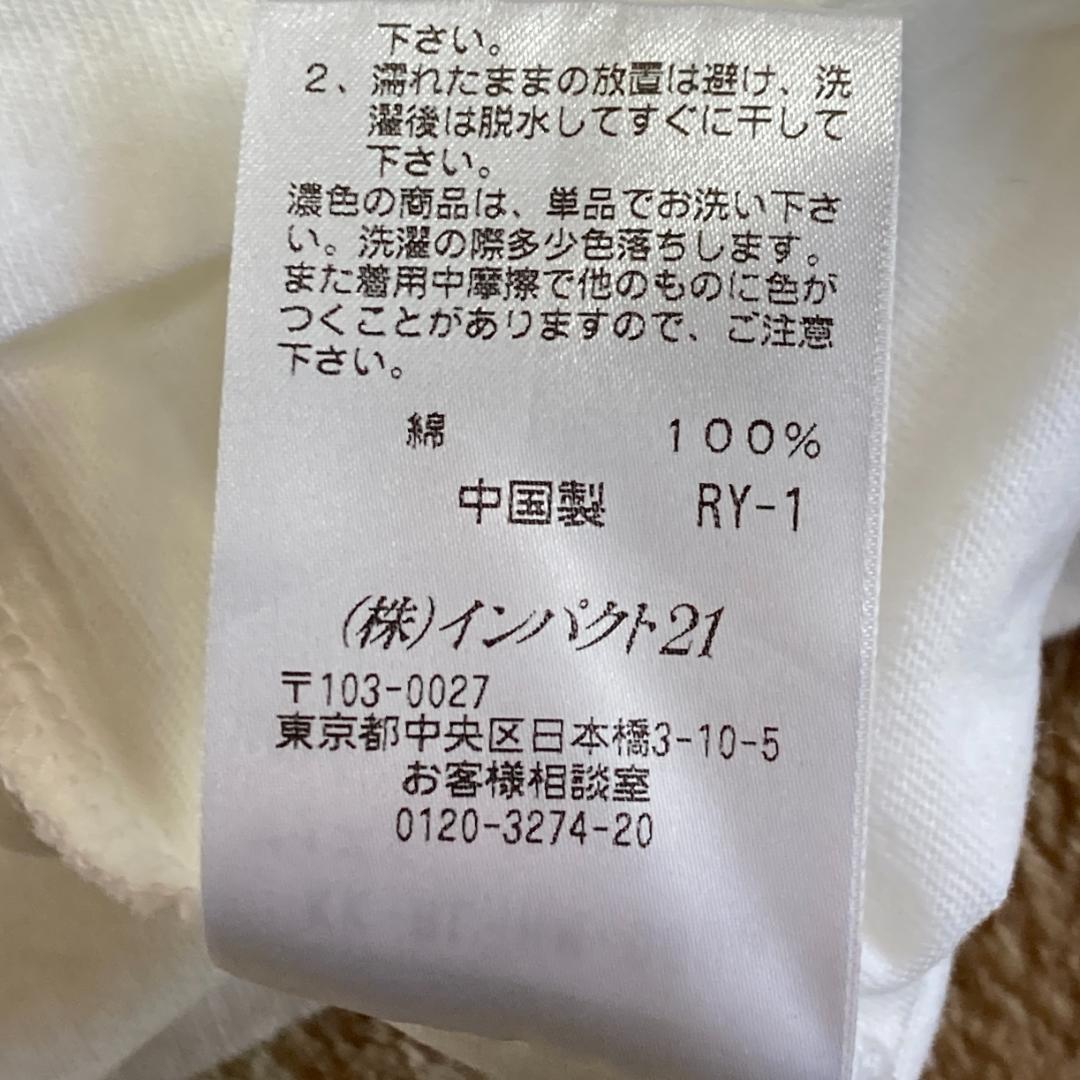 下さい。
2、濡れたままの放置は避け、洗
濯後は脱水してすぐに干して
下さい。
濃色の商品は、単品でお洗い下さ
い。洗濯の際多少色落ちします。
また着用中摩擦で他のものに色が
つくことがありますので、ご注意
下さい。
綿 100%
中国製 RY-1
(株)インパクト21
〒103-0027
東京都中央区日本橋3-10-5
お客様相談室
0120-3274-20